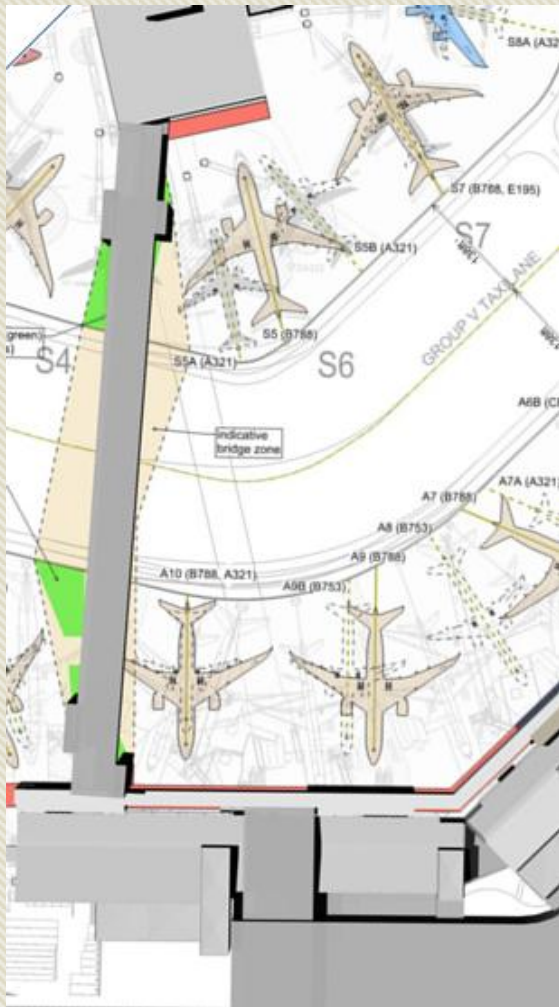 S8A (A32
S7 (B788, E195)
S7
S5B (A321)
138ft.
green)
s)
S4
S5 (B788)
S5A (A321)
S6
GROUP V TAXILANE
indicative
bridge zone
A6B (C
A7A (A321)
A7 (B788)
A8 (B753)
A9 (B788)
A10 (B788, A321)
A9B (B753)